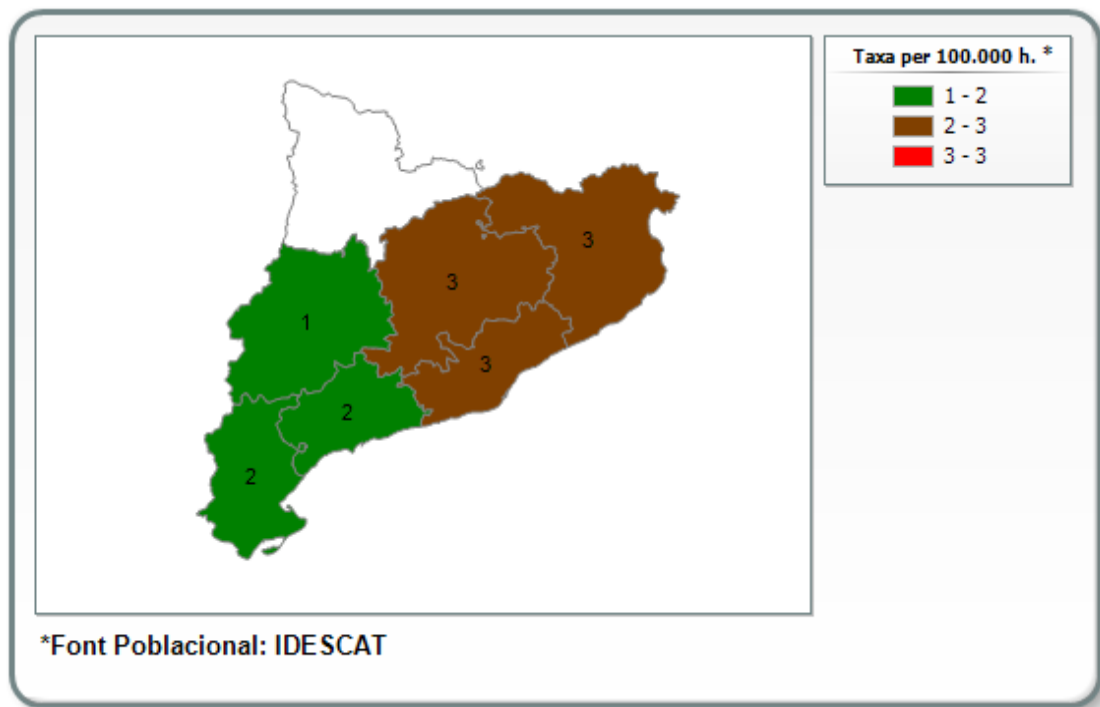 Taxa per 100.000 h. *
1 - 2
2 - 3
3 - 3
3
3
1
3
2
2
*Font Poblacional: IDESCAT